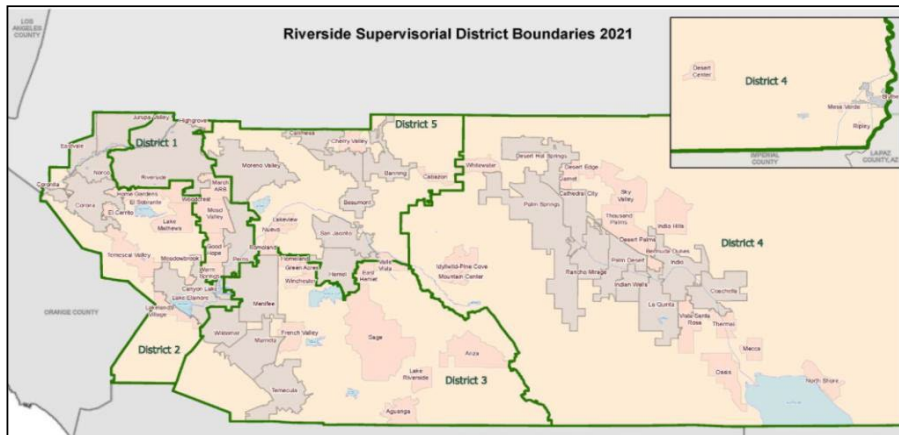 LOS
ANGELES
COUNTY
Riverside Supervisorial District Boundaries 2021
Desert
Center
District 4
Mesa Verde
Ripley
IMPERIAL
COUNTY
LA PAZ
COUNTY, AZ
Jurupa Valley
Highgrove
District 1
Eastvale
Norco
Riverside
Corona
Corona
Home Gardens
El Sobrante
El Cerrito
Lake
Mathews
Woodcrest
March
ARB
Mead
Valley
Good
Hope
Perris
Temescal Valley
Meadowbrook
Warm
Springs
Canyon Lake
Lake Elsinore
Lakeland
Village
ORANGE COUNTY
District 2
Calimesa
Cherry Valley
District 5
Moreno Valley
Banning
Cabazon
Beaumont
Lakeview
Nuevo
San Jacinto
Romoland
Homeland
Green Acres
Winchester
Hemet
East
Hemet
Valle
Vista
Menifee
Wildomar
Murrieta
French Valley
Temecula
Sage
Lake
Riverside
Aguanga
Anza
District 3
Idyllwild-Pine Cove
Mountain Center
Whitewater
Desert Hot Springs
Desert Edge
Garnet
Cathedral City
Sky
Valley
Palm Springs
Thousand
Palms
Indio Hills
Desert Palms
Bermuda Dunes
Rancho Mirage
Palm Desert
Indio
Indian Wells
Coachella
La Quinta
District 4
Vista Santa
Rosa
Thermal
Mecca
Oasis
North Shore